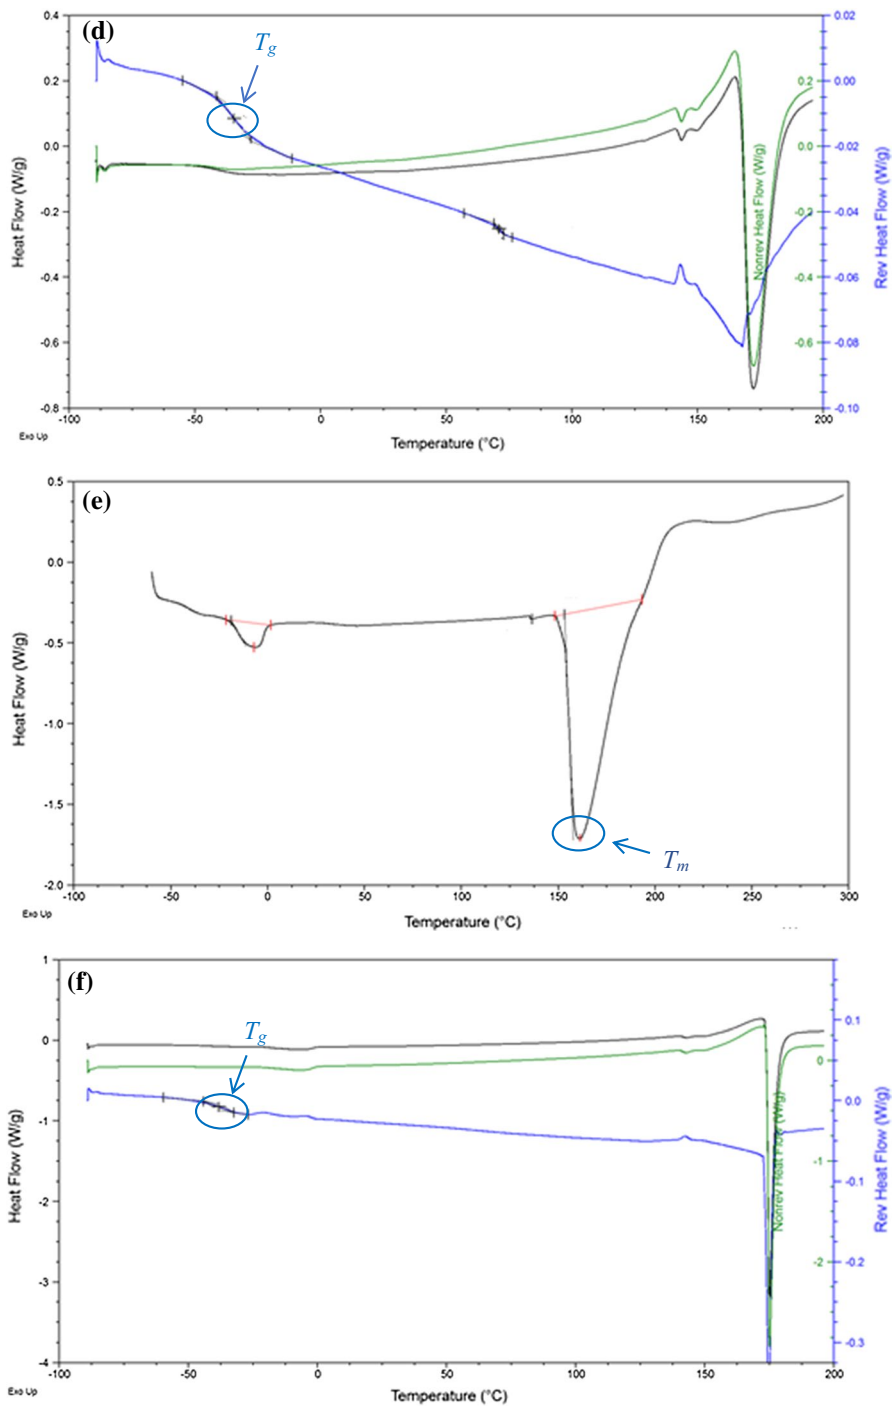 (d)
T_g
0.4
0.2
0.0
-0.2
-0.4
-0.6
-0.8
Heat Flow (W/g)
0.2
0.0
-0.2
-0.4
-0.6
Nonrev Heat Flow (W/g)
0.02
0.00
-0.02
-0.04
-0.06
-0.08
-0.10
Rev Heat Flow (W/g)
-100 -50 0 50 100 150 200
Exo Up
Temperature (°C)
(e)
0.5
0.0
-0.5
-1.0
-1.5
-2.0
Heat Flow (W/g)
T_m
-100 -50 0 50 100 150 200 250 300
Exo Up
Temperature (°C)
...
(f)
T_g
1
0
-1
-2
-3
-4
Heat Flow (W/g)
0
-1
-2
Nonrev Heat Flow (W/g)
0.1
0.0
-0.1
-0.2
-0.3
Rev Heat Flow (W/g)
-100 -50 0 50 100 150 200
Exo Up
Temperature (°C)